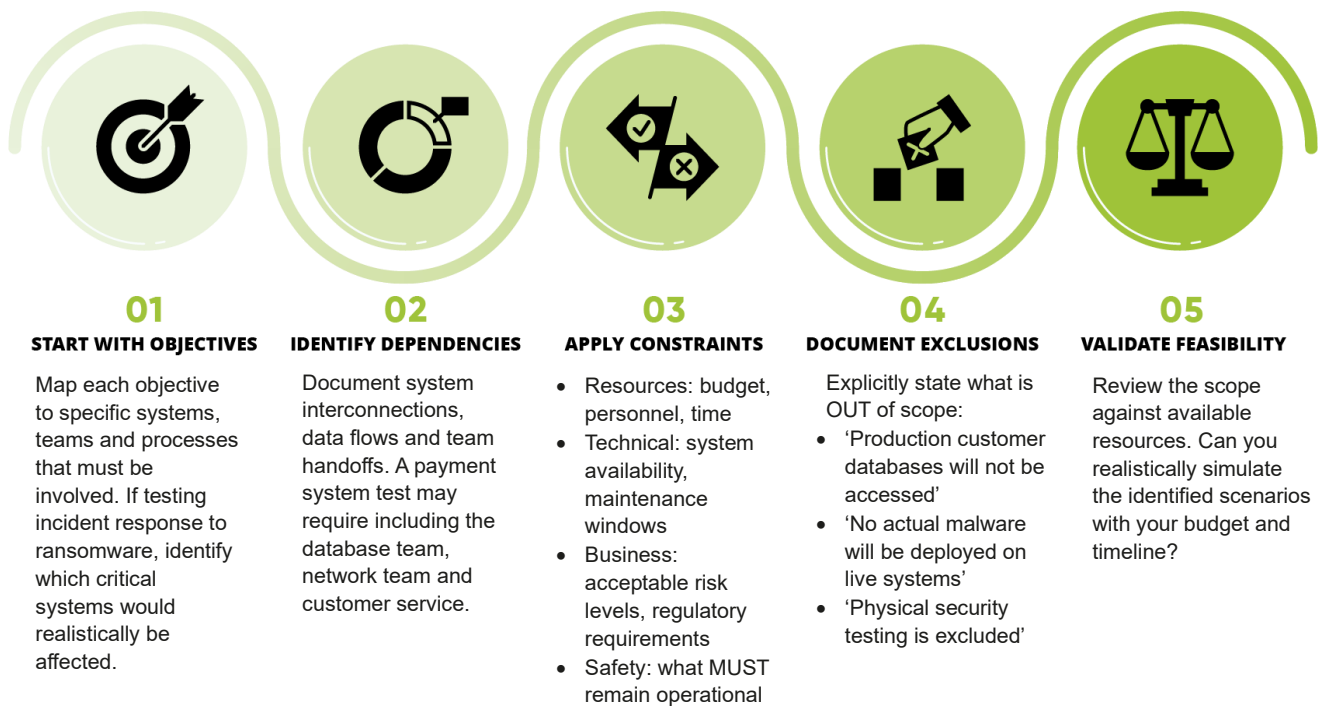 01
START WITH OBJECTIVES
Map each objective
to specific systems,
teams and processes
that must be
involved. If testing
incident response to
ransomware, identify
which critical
systems would
realistically be
affected.
02
IDENTIFY DEPENDENCIES
Document system
interconnections,
data flows and team
handoffs. A payment
system test may
require including the
database team,
network team and
customer service.
03
APPLY CONSTRAINTS
• Resources: budget,
personnel, time
• Technical: system
availability,
maintenance
windows
• Business:
acceptable risk
levels, regulatory
requirements
• Safety: what MUST
remain operational
04
DOCUMENT EXCLUSIONS
Explicitly state what is
OUT of scope:
• ‘Production customer
databases will not be
accessed’
• ‘No actual malware
will be deployed on
live systems’
• ‘Physical security
testing is excluded’
05
VALIDATE FEASIBILITY
Review the scope
against available
resources. Can you
realistically simulate
the identified scenarios
with your budget and
timeline?